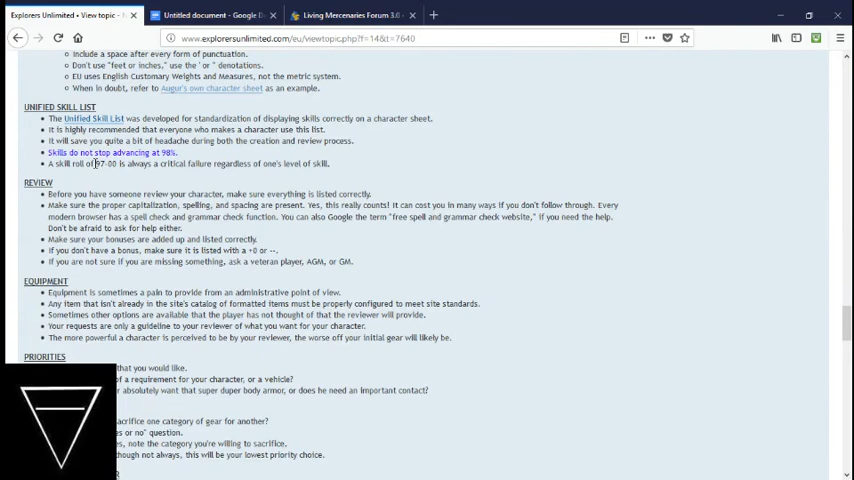 Explorers Unlimited • View topic -
Untitled document - Google D
Living Mercenaries Forum 3.0 -
www.explorersunlimited.com/eu/viewtopic.php?f=14&t=7640
Include a space after every form of punctuation.
Don't use "feet or inches," use the ' or " denotations.
EU uses English Customary Weights and Measures, not the metric system.
When in doubt, refer to Augur's own character sheet as an example.
UNIFIED SKILL LIST
The Unified Skill List was developed for standardization of displaying skills correctly on a character sheet.
It is highly recommended that everyone who makes a character use this list.
It will save you quite a bit of headache during both the creation and review process.
Skills do not stop advancing at 98%.
A skill roll of 97-00 is always a critical failure regardless of one's level of skill.
REVIEW
Before you have someone review your character, make sure everything is listed correctly.
Make sure the proper capitalization, spelling, and spacing are present. Yes, this really counts! It can cost you in many ways if you don't follow through. Every
modern browser has a spell check and grammar check function. You can also Google the term "free spell and grammar check website," if you need the help.
Don't be afraid to ask for help either.
Make sure your bonuses are added up and listed correctly.
If you don't have a bonus, make sure it is listed with a +0 or --.
If you are not sure if you are missing something, ask a veteran player, AGM, or GM.
EQUIPMENT
Equipment is sometimes a pain to provide from an administrative point of view.
Any item that isn't already in the site's catalog of formatted items must be properly configured to meet site standards.
Sometimes other options are available that the player has not thought of that the reviewer will provide.
Your requests are only a guideline to your reviewer of what you want for your character.
The more powerful a character is perceived to be by your reviewer, the worse off your initial gear will likely be.
PRIORITIES
that you would like.
of a requirement for your character, or a vehicle?
or absolutely want that super duper body armor, or does he need an important contact?
sacrifice one category of gear for another?
es or no" question.
es, note the category you're willing to sacrifice.
though not always, this will be your lowest priority choice.